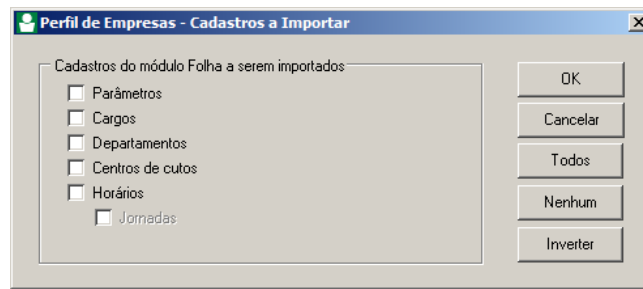 Perfil de Empresas - Cadastros a Importar
Cadastros do módulo Folha a serem importados
Parâmetros
Cargos
Departamentos
Centros de cutos
Horários
Jornadas
OK
Cancelar
Todos
Nenhum
Inverter